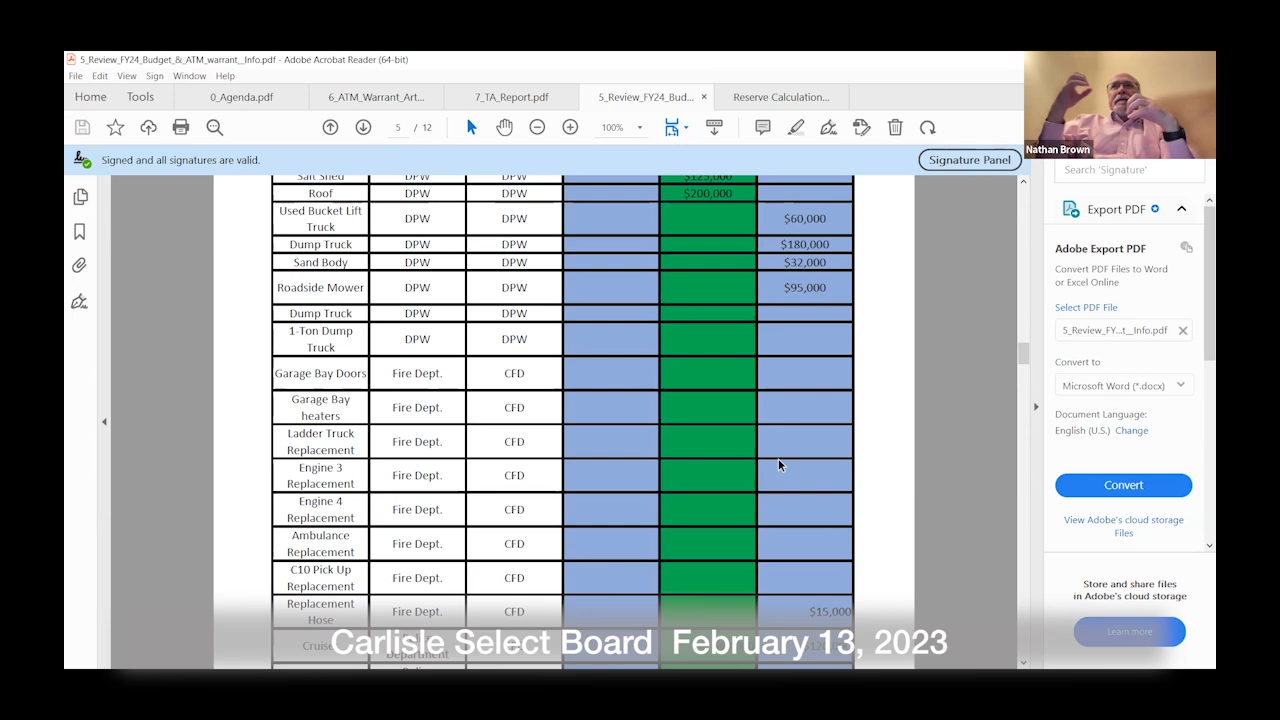 5_Review_FY24_Budget_&_ATM_warrant__Info.pdf - Adobe Acrobat Reader (64-bit)
File Edit View Sign Window Help
Home Tools 0_Agenda.pdf 6_ATM_Warrant_Art... 7_TA_Report.pdf 5_Review_FY24_Bud... × Reserve Calculation...
5 / 12 100%
Signed and all signatures are valid. Signature Panel
Nathan Brown
Search 'Signature'
Salt Shed DPW DPW $125,000
Roof DPW DPW $200,000
Used Bucket Lift
Truck DPW DPW $60,000
Dump Truck DPW DPW $180,000
Sand Body DPW DPW $32,000
Roadside Mower DPW DPW $95,000
Dump Truck DPW DPW
1-Ton Dump
Truck DPW DPW
Garage Bay Doors Fire Dept. CFD
Garage Bay
heaters Fire Dept. CFD
Ladder Truck
Replacement Fire Dept. CFD
Engine 3
Replacement Fire Dept. CFD
Engine 4
Replacement Fire Dept. CFD
Ambulance
Replacement Fire Dept. CFD
C10 Pick Up
Replacement Fire Dept. CFD
Replacement
Hose Fire Dept. CFD $15,000
Department
Export PDF
Adobe Export PDF
Convert PDF Files to Word
or Excel Online
Select PDF File
5_Review_FY...t__Info.pdf
Convert to
Microsoft Word (*.docx)
Document Language:
English (U.S.) Change
Convert
View Adobe's cloud storage
Files
Store and share files
in Adobe's cloud storage
Learn more
Carlisle Select Board February 13, 2023